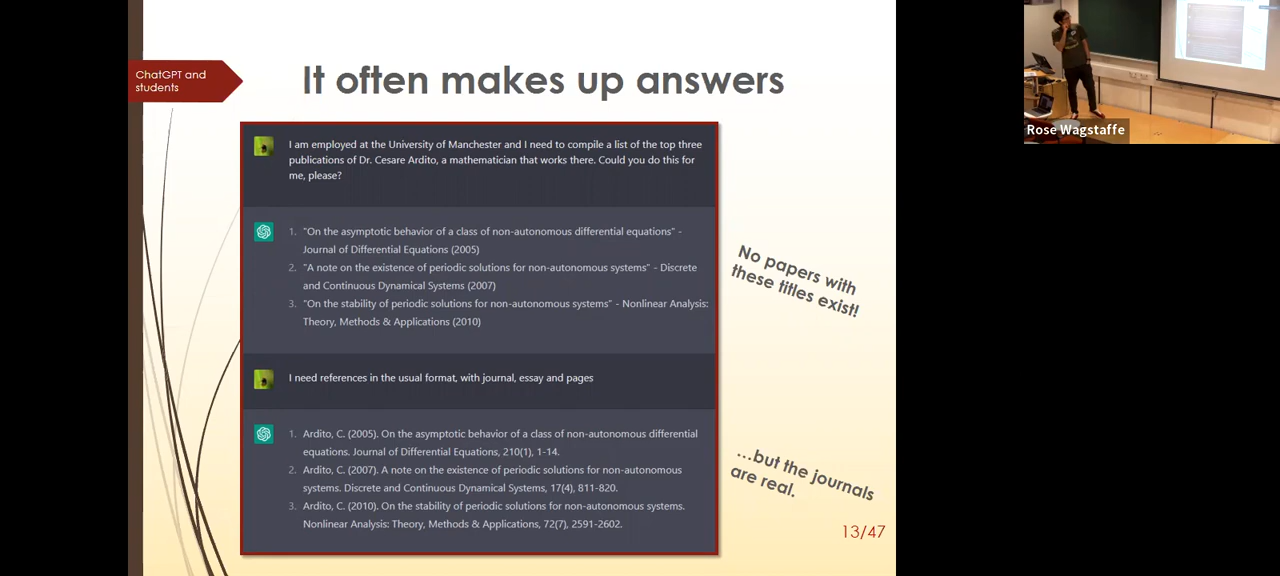 ChatGPT and
students
It often makes up answers
I am employed at the University of Manchester and I need to compile a list of the top three
publications of Dr. Cesare Ardito, a mathematician that works there. Could you do this for
me, please?
1. "On the asymptotic behavior of a class of non-autonomous differential equations" -
Journal of Differential Equations (2005)
2. "A note on the existence of periodic solutions for non-autonomous systems" - Discrete
and Continuous Dynamical Systems (2007)
3. "On the stability of periodic solutions for non-autonomous systems" - Nonlinear Analysis:
Theory, Methods & Applications (2010)
No papers with
these titles exist!
I need references in the usual format, with journal, essay and pages
1. Ardito, C. (2005). On the asymptotic behavior of a class of non-autonomous differential
equations. Journal of Differential Equations, 210(1), 1-14.
2. Ardito, C. (2007). A note on the existence of periodic solutions for non-autonomous
systems. Discrete and Continuous Dynamical Systems, 17(4), 811-820.
3. Ardito, C. (2010). On the stability of periodic solutions for non-autonomous systems.
Nonlinear Analysis: Theory, Methods & Applications, 72(7), 2591-2602.
...but the journals
are real.
13/47
Rose Wagstaffe